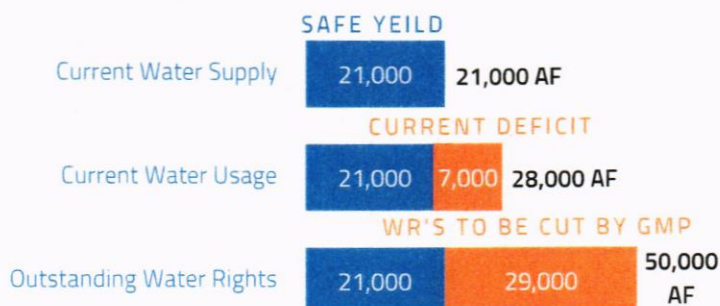 SAFE YEILD
Current Water Supply 21,000 21,000 AF
CURRENT DEFICIT
Current Water Usage 21,000 7,000 28,000 AF
WR'S TO BE CUT BY GMP
Outstanding Water Rights 21,000 29,000 50,000
AF